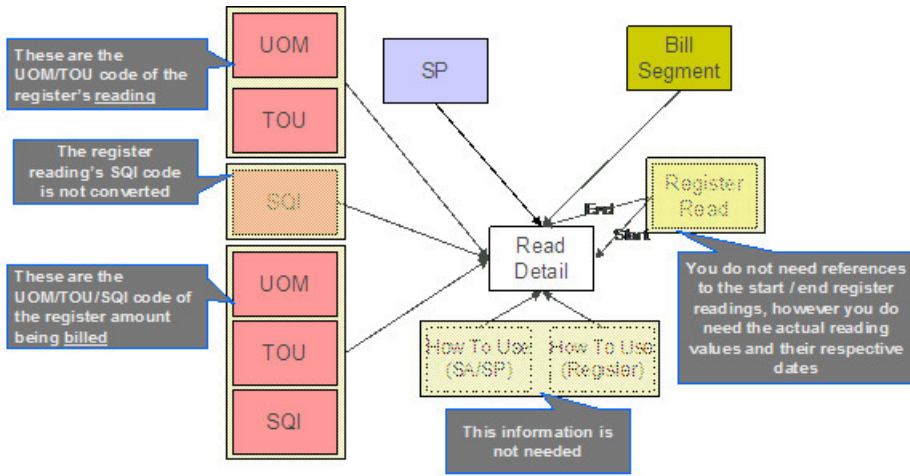 These are the
UOM/TOU code of the
register's reading
UOM
TOU
SP
Bill
Segment
The register
reading's SQI code
is not converted
SQI
Register
Read
End
Start
Read
Detail
These are the
UOM/TOU/SQI code of
the register amount
being billed
UOM
TOU
SQI
You do not need references
to the start / end register
readings, however you do
need the actual reading
values and their respective
dates
How To Use
(SA/SP)
How To Use
(Register)
This information is
not needed